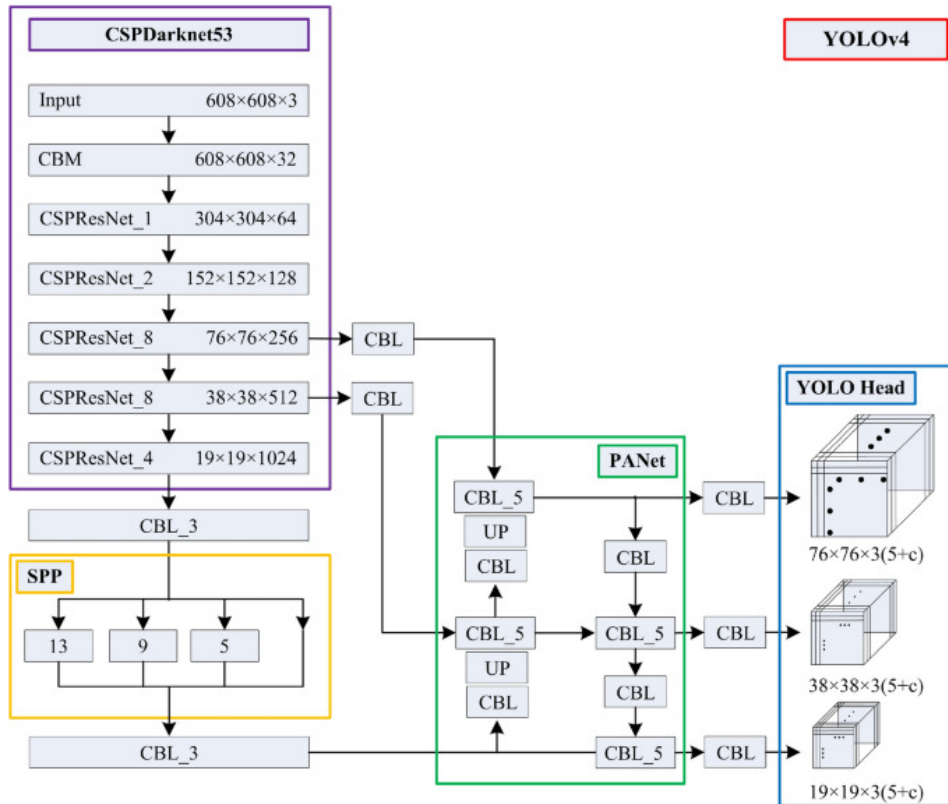 CSPDarknet53
YOLOv4
Input 608×608×3
CBM 608×608×32
CSPResNet_1 304×304×64
CSPResNet_2 152×152×128
CSPResNet_8 76×76×256
CBL
CSPResNet_8 38×38×512
CBL
YOLO Head
CSPResNet_4 19×19×1024
PANet
CBL_5
CBL
CBL_3
UP
CBL
76×76×3(5+c)
SPP
CBL
13
9
5
CBL_5
CBL_5
CBL
UP
CBL
CBL
38×38×3(5+c)
CBL_3
CBL_5
CBL
19×19×3(5+c)